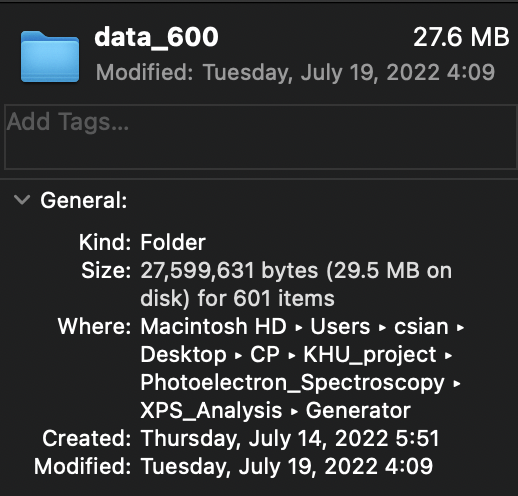 data_600 27.6 MB
Modified: Tuesday, July 19, 2022 4:09
Add Tags...
General:
Kind: Folder
Size: 27,599,631 bytes (29.5 MB on
disk) for 601 items
Where: Macintosh HD ▸ Users ▸ csian ▸
Desktop ▸ CP ▸ KHU_project ▸
Photoelectron_Spectroscopy ▸
XPS_Analysis ▸ Generator
Created: Thursday, July 14, 2022 5:51
Modified: Tuesday, July 19, 2022 4:09